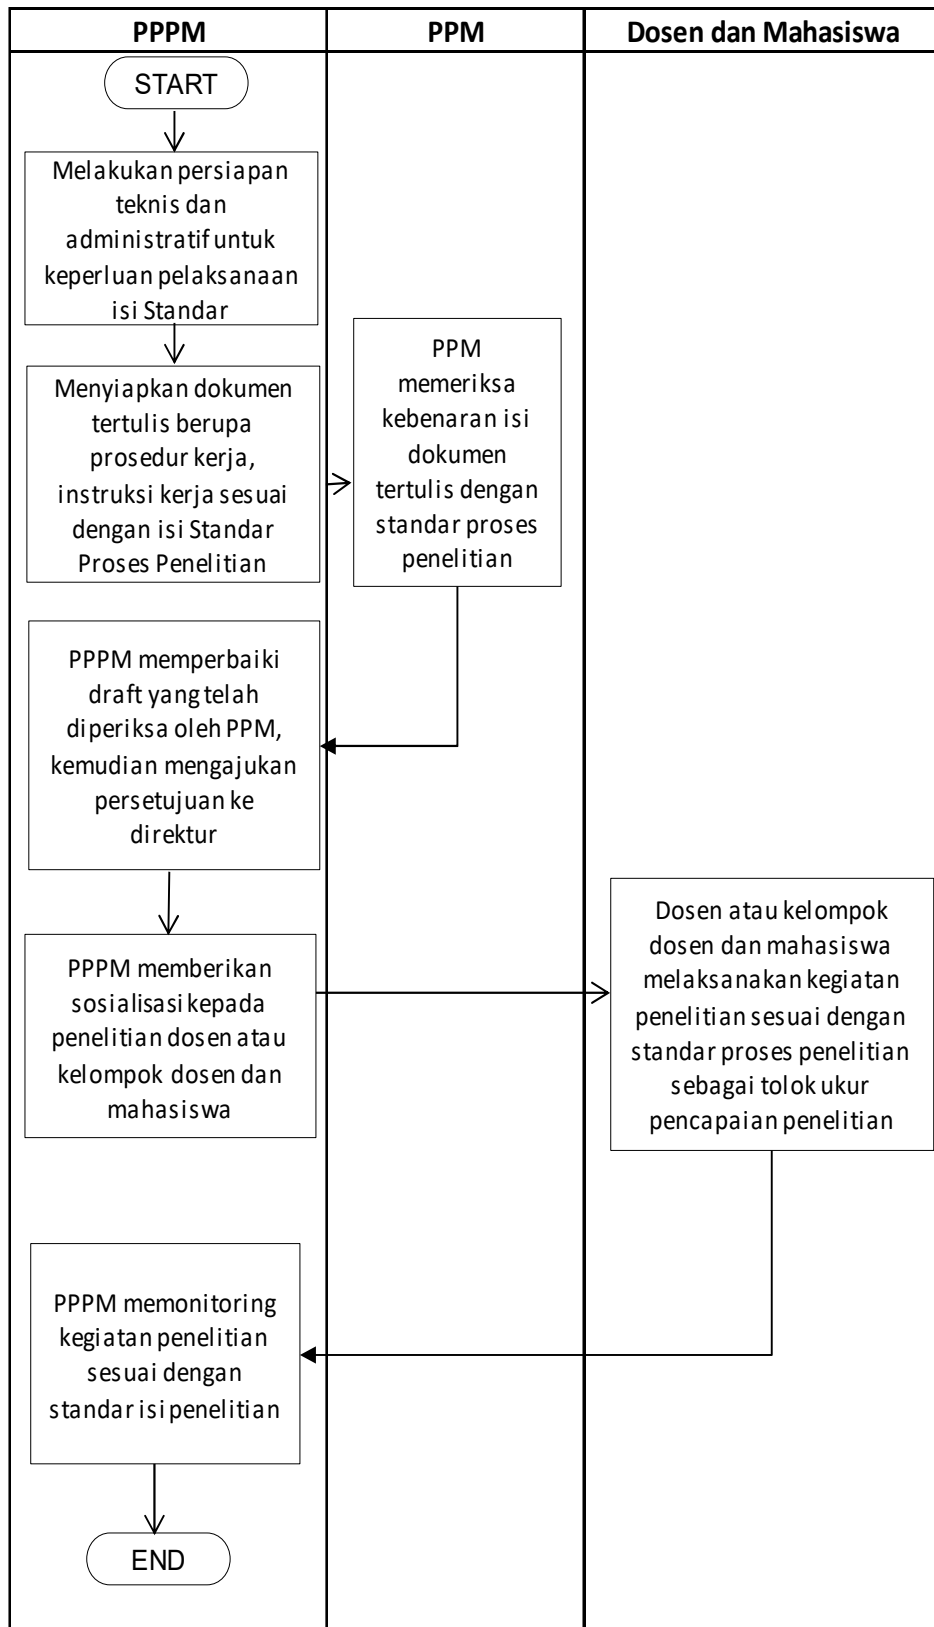 PPPM
PPM
Dosen dan Mahasiswa
START
Melakukan persiapan
teknis dan
administratif untuk
keperluan pelaksanaan
isi Standar
Menyiapkan dokumen
tertulis berupa
prosedur kerja,
instruksi kerja sesuai
dengan isi Standar
Proses Penelitian
PPM
memeriksa
kebenaran isi
dokumen
tertulis dengan
standar proses
penelitian
PPPM memperbaiki
draft yang telah
diperiksa oleh PPM,
kemudian mengajukan
persetujuan ke
direktur
PPPM memberikan
sosialisasi kepada
penelitian dosen atau
kelompok dosen dan
mahasiswa
Dosen atau kelompok
dosen dan mahasiswa
melaksanakan kegiatan
penelitian sesuai dengan
standar proses penelitian
sebagai tolok ukur
pencapaian penelitian
PPPM memonitoring
kegiatan penelitian
sesuai dengan
standar isi penelitian
END